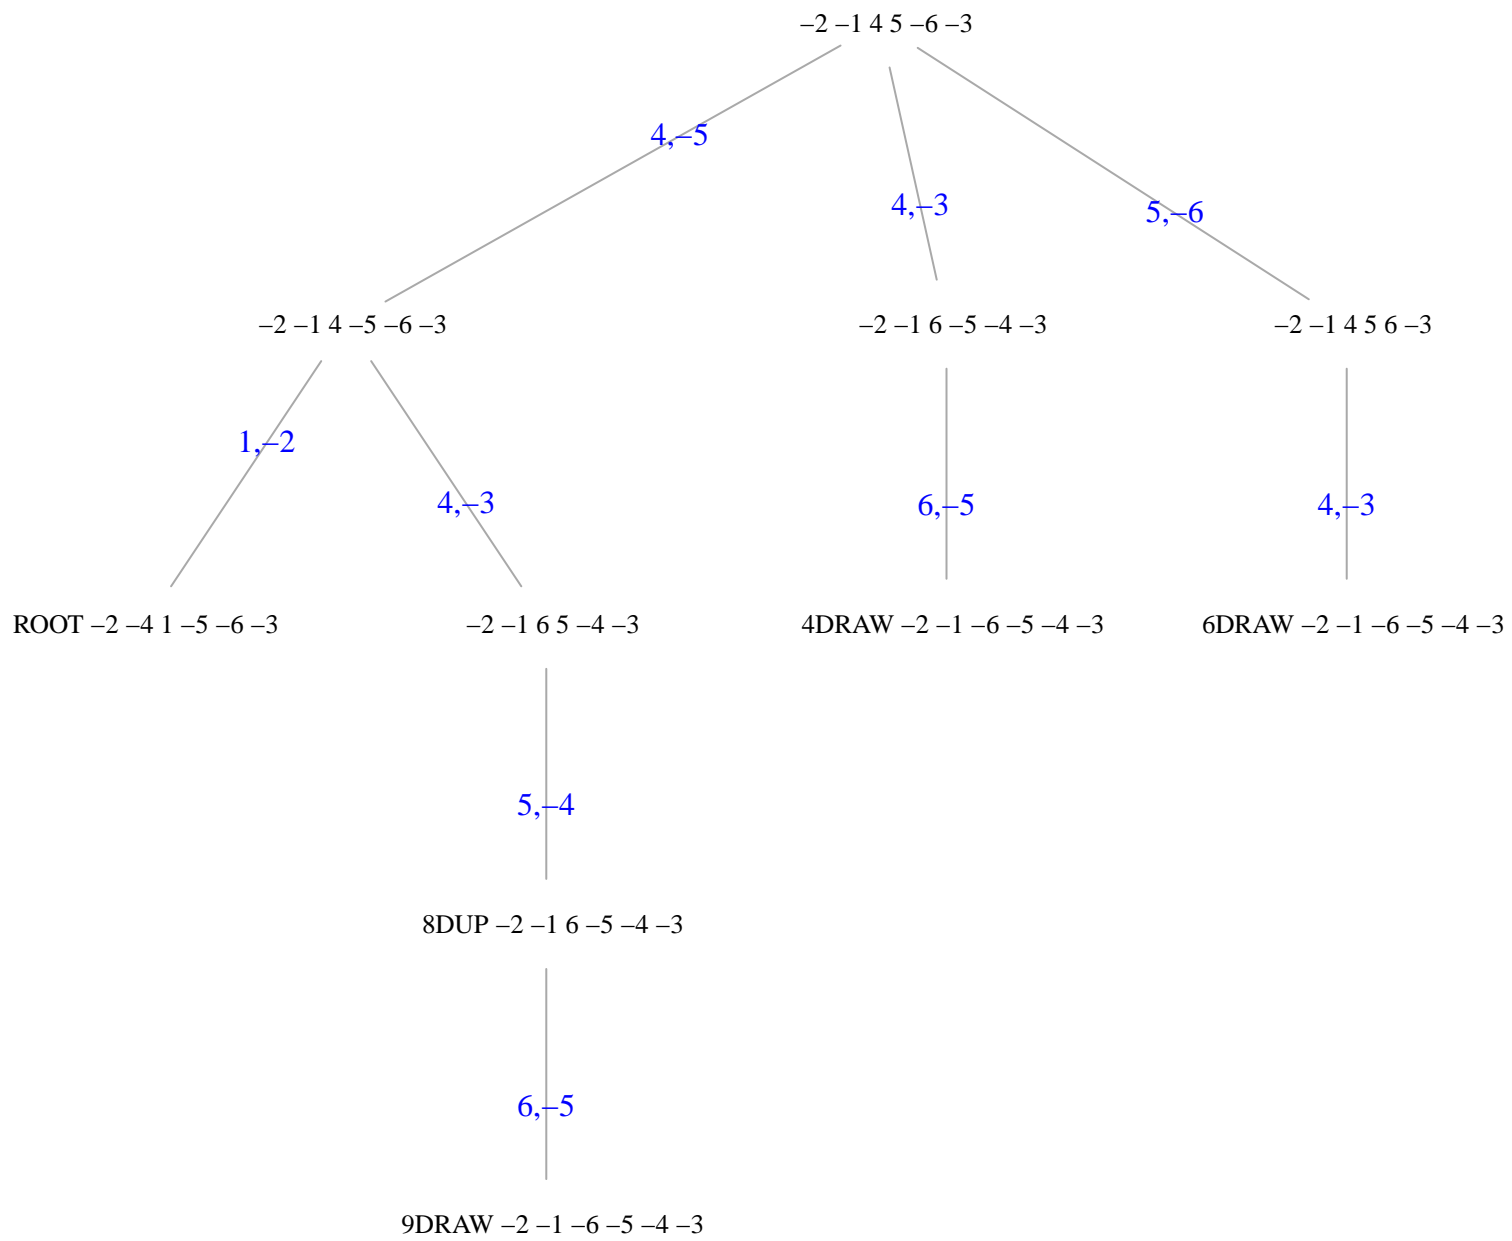 –2 –1 4 5 –6 –3
4,–5
4,–3
5,–6
–2 –1 4 –5 –6 –3
–2 –1 6 –5 –4 –3
–2 –1 4 5 6 –3
1,–2
4,–3
6,–5
4,–3
ROOT –2 –4 1 –5 –6 –3
–2 –1 6 5 –4 –3
4DRAW –2 –1 –6 –5 –4 –3
6DRAW –2 –1 –6 –5 –4 –3
5,–4
8DUP –2 –1 6 –5 –4 –3
6,–5
9DRAW –2 –1 –6 –5 –4 –3